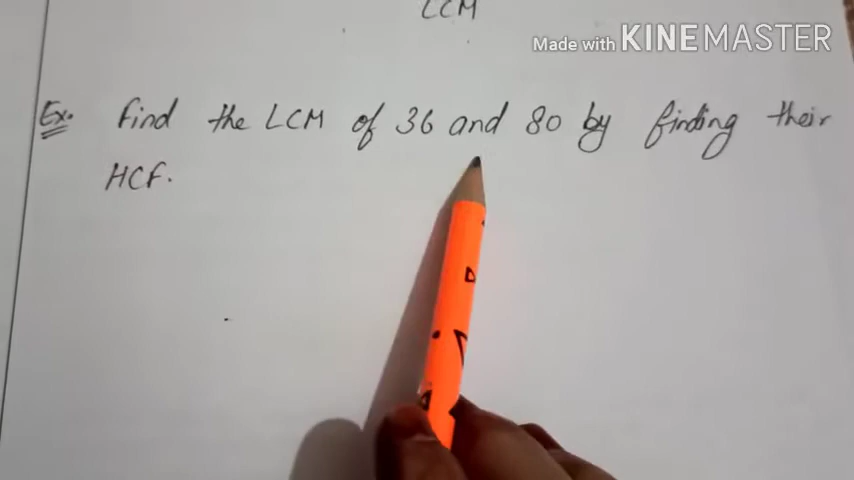 LCM
Made with KINEMASTER
Ex. Find the LCM of 36 and 80 by finding their
HCF.